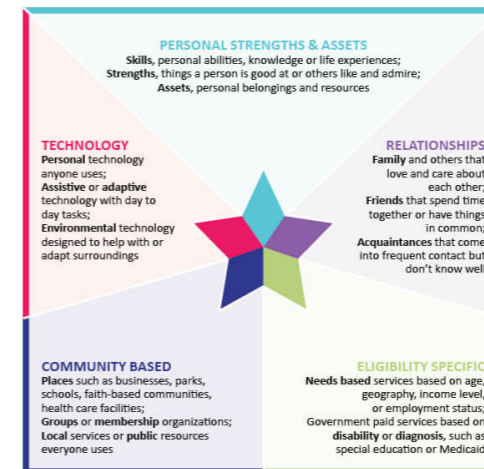 PERSONAL STRENGTHS & ASSETS
Skills, personal abilities, knowledge or life experiences;
Strengths, things a person is good at or others like and admire;
Assets, personal belongings and resources
TECHNOLOGY
Personal technology
anyone uses;
Assistive or adaptive
technology with day to
day tasks;
Environmental technology
designed to help with or
adapt surroundings
RELATIONSHIPS
Family and others that
love and care about
each other;
Friends that spend time
together or have things
in common;
Acquaintances that come
into frequent contact but
don't know well
COMMUNITY BASED
Places such as businesses, parks,
schools, faith-based communities,
health care facilities;
Groups or membership organizations;
Local services or public resources
everyone uses
ELIGIBILITY SPECIFIC
Needs based services based on age,
geography, income level,
or employment status;
Government paid services based on
disability or diagnosis, such as
special education or Medicaid